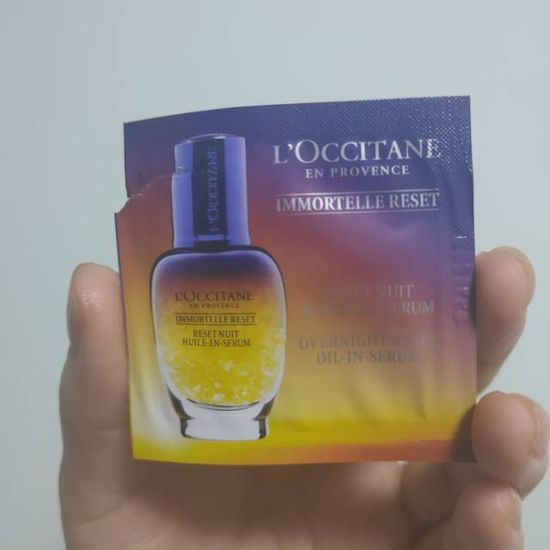 L'OCCITANE
EN PROVENCE
IMMORTELLE RESET
NUIT
OVERNIGHT
OIL-IN-SERUM
L'OCCITANE
L'OCCITANE
EN PROVENCE
IMMORTELLE RESET
RESET NUIT
HUILE-EN-SERUM